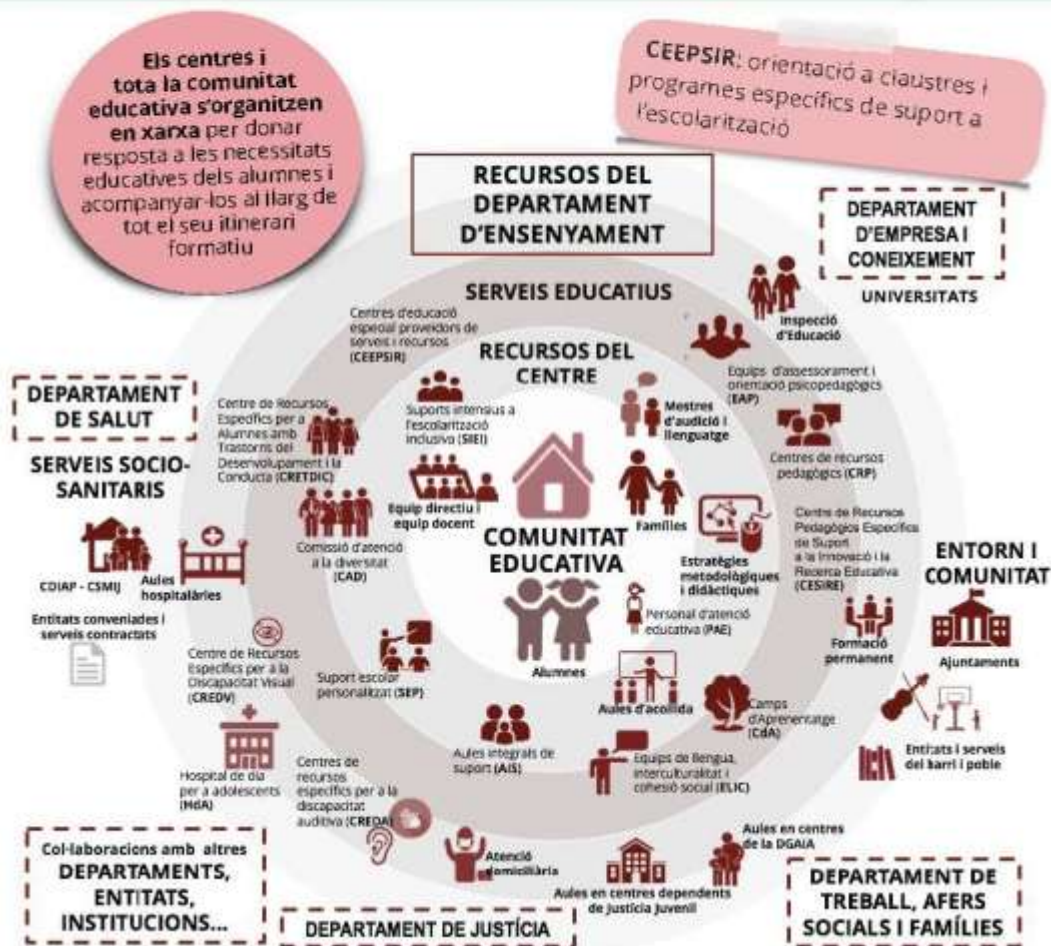 Els centres i
tota la comunitat
educativa s'organitzen
en xarxa per donar
resposta a les necessitats
educatives dels alumnes i
acompanyar-los al llarg de
tot el seu itinerari
formatiu
CEEPSIR: orientació a claustres i
programes específics de suport a
l'escolarització
RECURSOS DEL
DEPARTAMENT
D'ENSENYAMENT
DEPARTAMENT
D'EMPRESA I
CONEIXEMENT
UNIVERSITATS
SERVEIS EDUCATIUS
Inspecció
d'Educació
Centres d'educació
especial proveïdors de
serveis i recursos
(CEEPSIR)
RECURSOS DEL
CENTRE
Equips d'assessorament i
orientació psicopedagògics
(EAP)
DEPARTAMENT
DE SALUT
Centre de Recursos
Específics per a
Alumnes amb
Trastorns del
Desenvolupament i la
Conducta (CRETDIC)
Suports intensius a
l'escolarització
inclusiva (SIEI)
Mestres
d'audició i
llenguatge
Centres de recursos
pedagògics (CRP)
SERVEIS SOCIO-
SANITARIS
Equip directiu i
equip docent
Famílies
Centre de Recursos
Pedagògics Específics
de Suport
a la Innovació i la
Recerca Educativa
(CESIRE)
Comissió d'atenció
a la diversitat
(CAD)
COMUNITAT
EDUCATIVA
Estratègies
metodològiques
i didàctiques
ENTORN I
COMUNITAT
CDIAP - CSMIJ
Aules
hospitalàries
Entitats conveniades i
serveis contractats
Personal d'atenció
educativa (PAE)
Formació
permanent
Ajuntaments
Centre de Recursos
Específics per a la
Discapacitat Visual
(CREDV)
Suport escolar
personalitzat (SEP)
Alumnes
Aules d'acollida
Camps
d'Aprenentatge
(CdA)
Entitats i serveis
del barri i poble
Aules integrals de
suport (AIS)
Equips de llengua,
interculturalitat i
cohesió social (ELIC)
Hospital de dia
per a adolescents
(HdA)
Centres de
recursos
específics per a la
discapacitat
auditiva (CREDA)
Atenció
domiciliària
Aules en centres dependents
de Justícia Juvenil
Aules en centres
de la DGAIA
Col·laboracions amb altres
DEPARTAMENTS,
ENTITATS,
INSTITUCIONS...
DEPARTAMENT DE JUSTÍCIA
DEPARTAMENT DE
TREBALL, AFERS
SOCIALS I FAMÍLIES